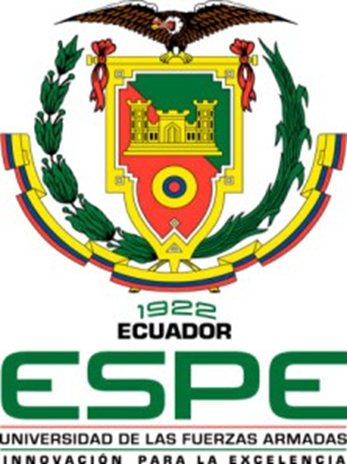 1922
ECUADOR
ESPE
UNIVERSIDAD DE LAS FUERZAS ARMADAS
INNOVACIÓN PARA LA EXCELENCIA